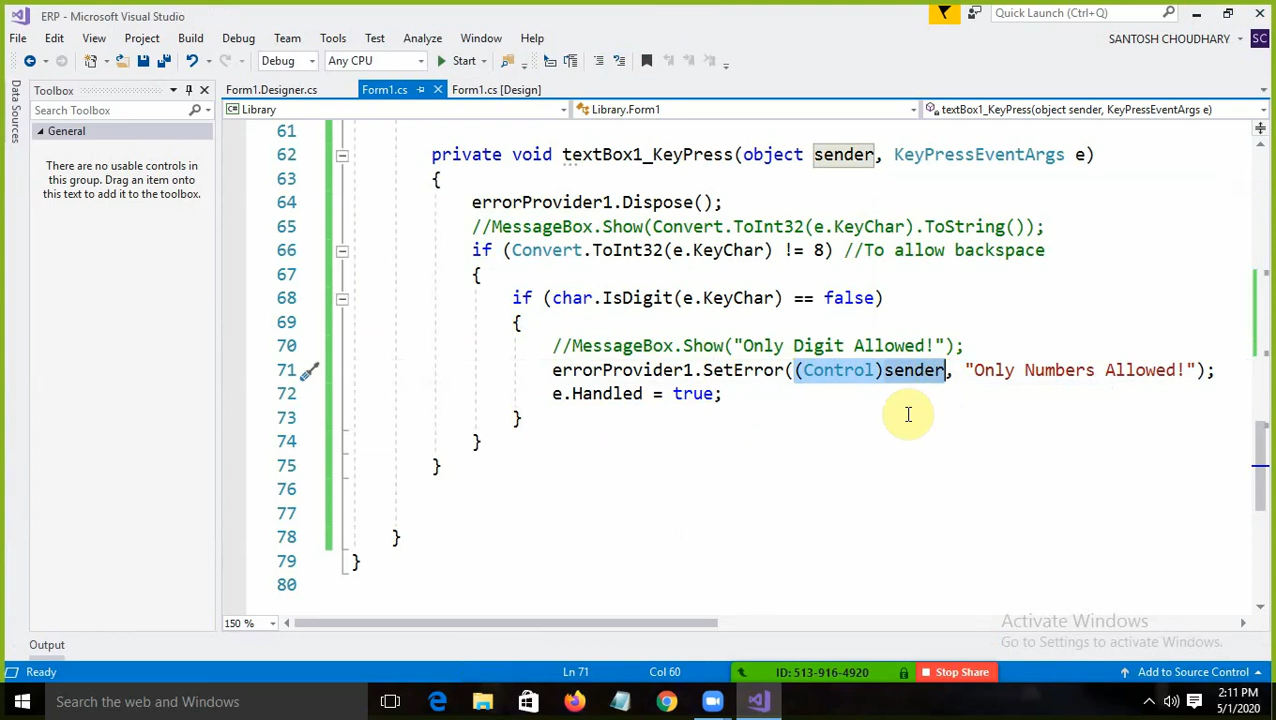 ERP - Microsoft Visual Studio
Quick Launch (Ctrl+Q)
File Edit View Project Build Debug Team Tools Test Analyze Window Help
SANTOSH CHOUDHARY SC
Debug Any CPU Start
Data Sources
Toolbox
Search Toolbox
General
There are no usable controls in
this group. Drag an item onto
this text to add it to the toolbox.
Form1.Designer.cs Form1.cs Form1.cs [Design]
Library Library.Form1 textBox1_KeyPress(object sender, KeyPressEventArgs e)
61
62 private void textBox1_KeyPress(object sender, KeyPressEventArgs e)
63 {
64 errorProvider1.Dispose();
65 //MessageBox.Show(Convert.ToInt32(e.KeyChar).ToString());
66 if (Convert.ToInt32(e.KeyChar) != 8) //To allow backspace
67 {
68 if (char.IsDigit(e.KeyChar) == false)
69 {
70 //MessageBox.Show("Only Digit Allowed!");
71 errorProvider1.SetError((Control)sender, "Only Numbers Allowed!");
72 e.Handled = true;
73 }
74 }
75 }
76
77
78 }
79 }
80
150 %
Activate Windows
Go to Settings to activate Windows.
Output
Ready Ln 71 Col 60 ID: 513-916-4920 Stop Share Add to Source Control
Search the web and Windows
2:11 PM
5/1/2020